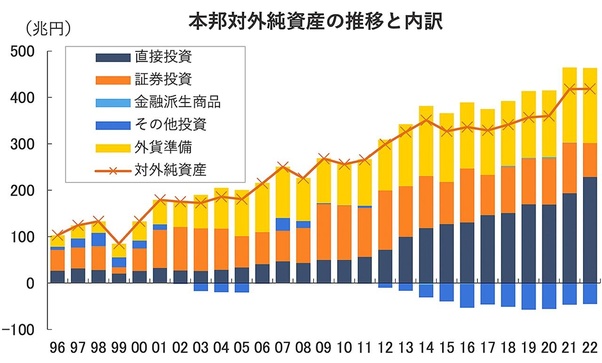 本邦対外純資産の推移と内訳
(兆円)
500
400
300
200
100
0
-100
直接投資
証券投資
金融派生商品
その他投資
外貨準備
対外純資産
96 97 98 99 00 01 02 03 04 05 06 07 08 09 10 11 12 13 14 15 16 17 18 19 20 21 22